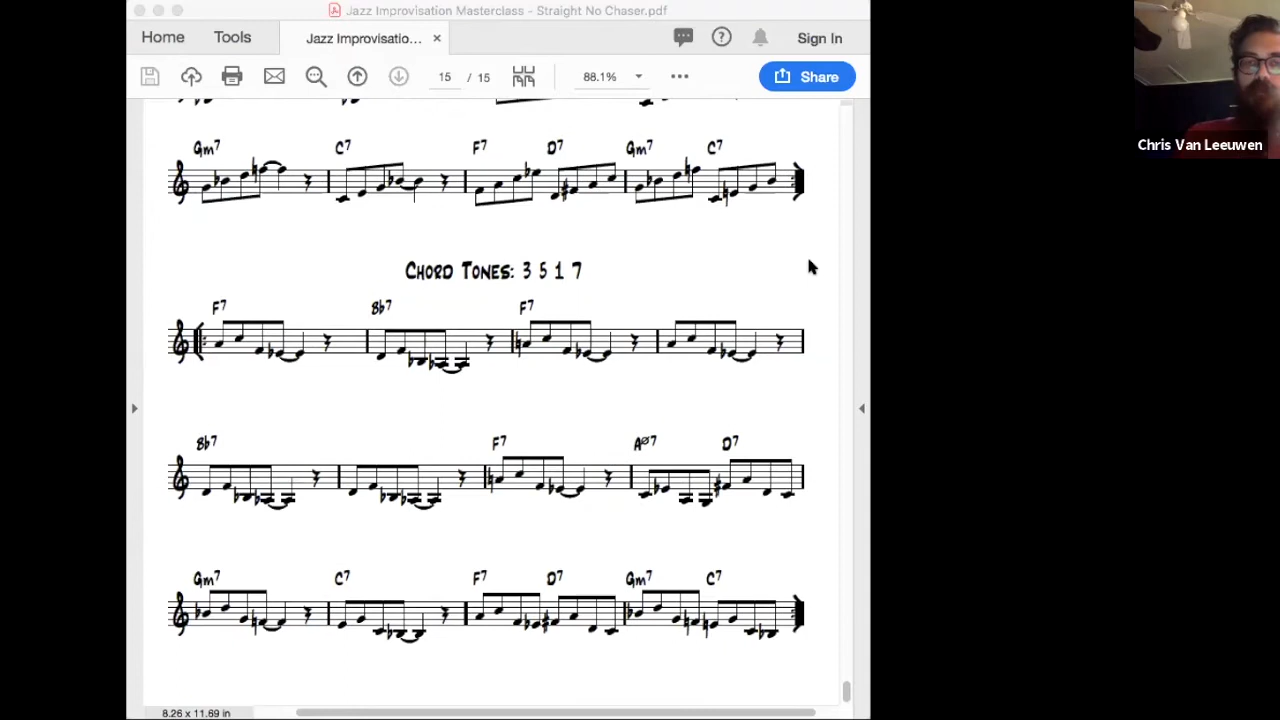 Jazz Improvisation Masterclass - Straight No Chaser.pdf
Home Tools Jazz Improvisatio... × Sign In
15 / 15 88.1% Share
Chris Van Leeuwen
Gm7 C7 F7 D7 Gm7 C7
CHORD TONES: 3 5 1 7
F7 Bb7 F7
Bb7 F7 Aø7 D7
Gm7 C7 F7 D7 Gm7 C7
8.26 x 11.69 in